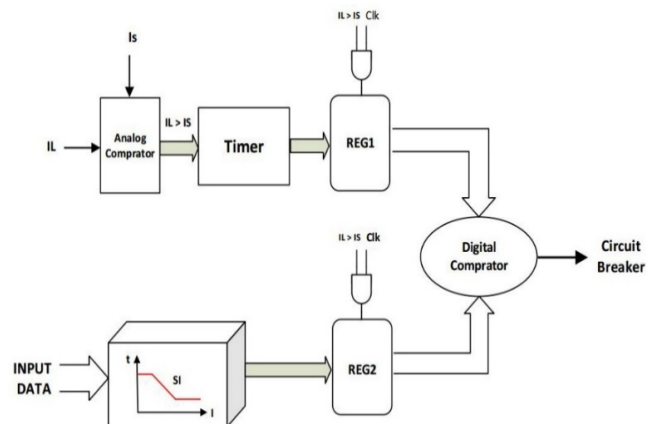 IL > IS Clk
Is
IL > IS
IL
Analog
Comprator
Timer
REG1
Digital
Comprator
Circuit
Breaker
IL > IS Clk
INPUT
DATA
t
SI
I
REG2